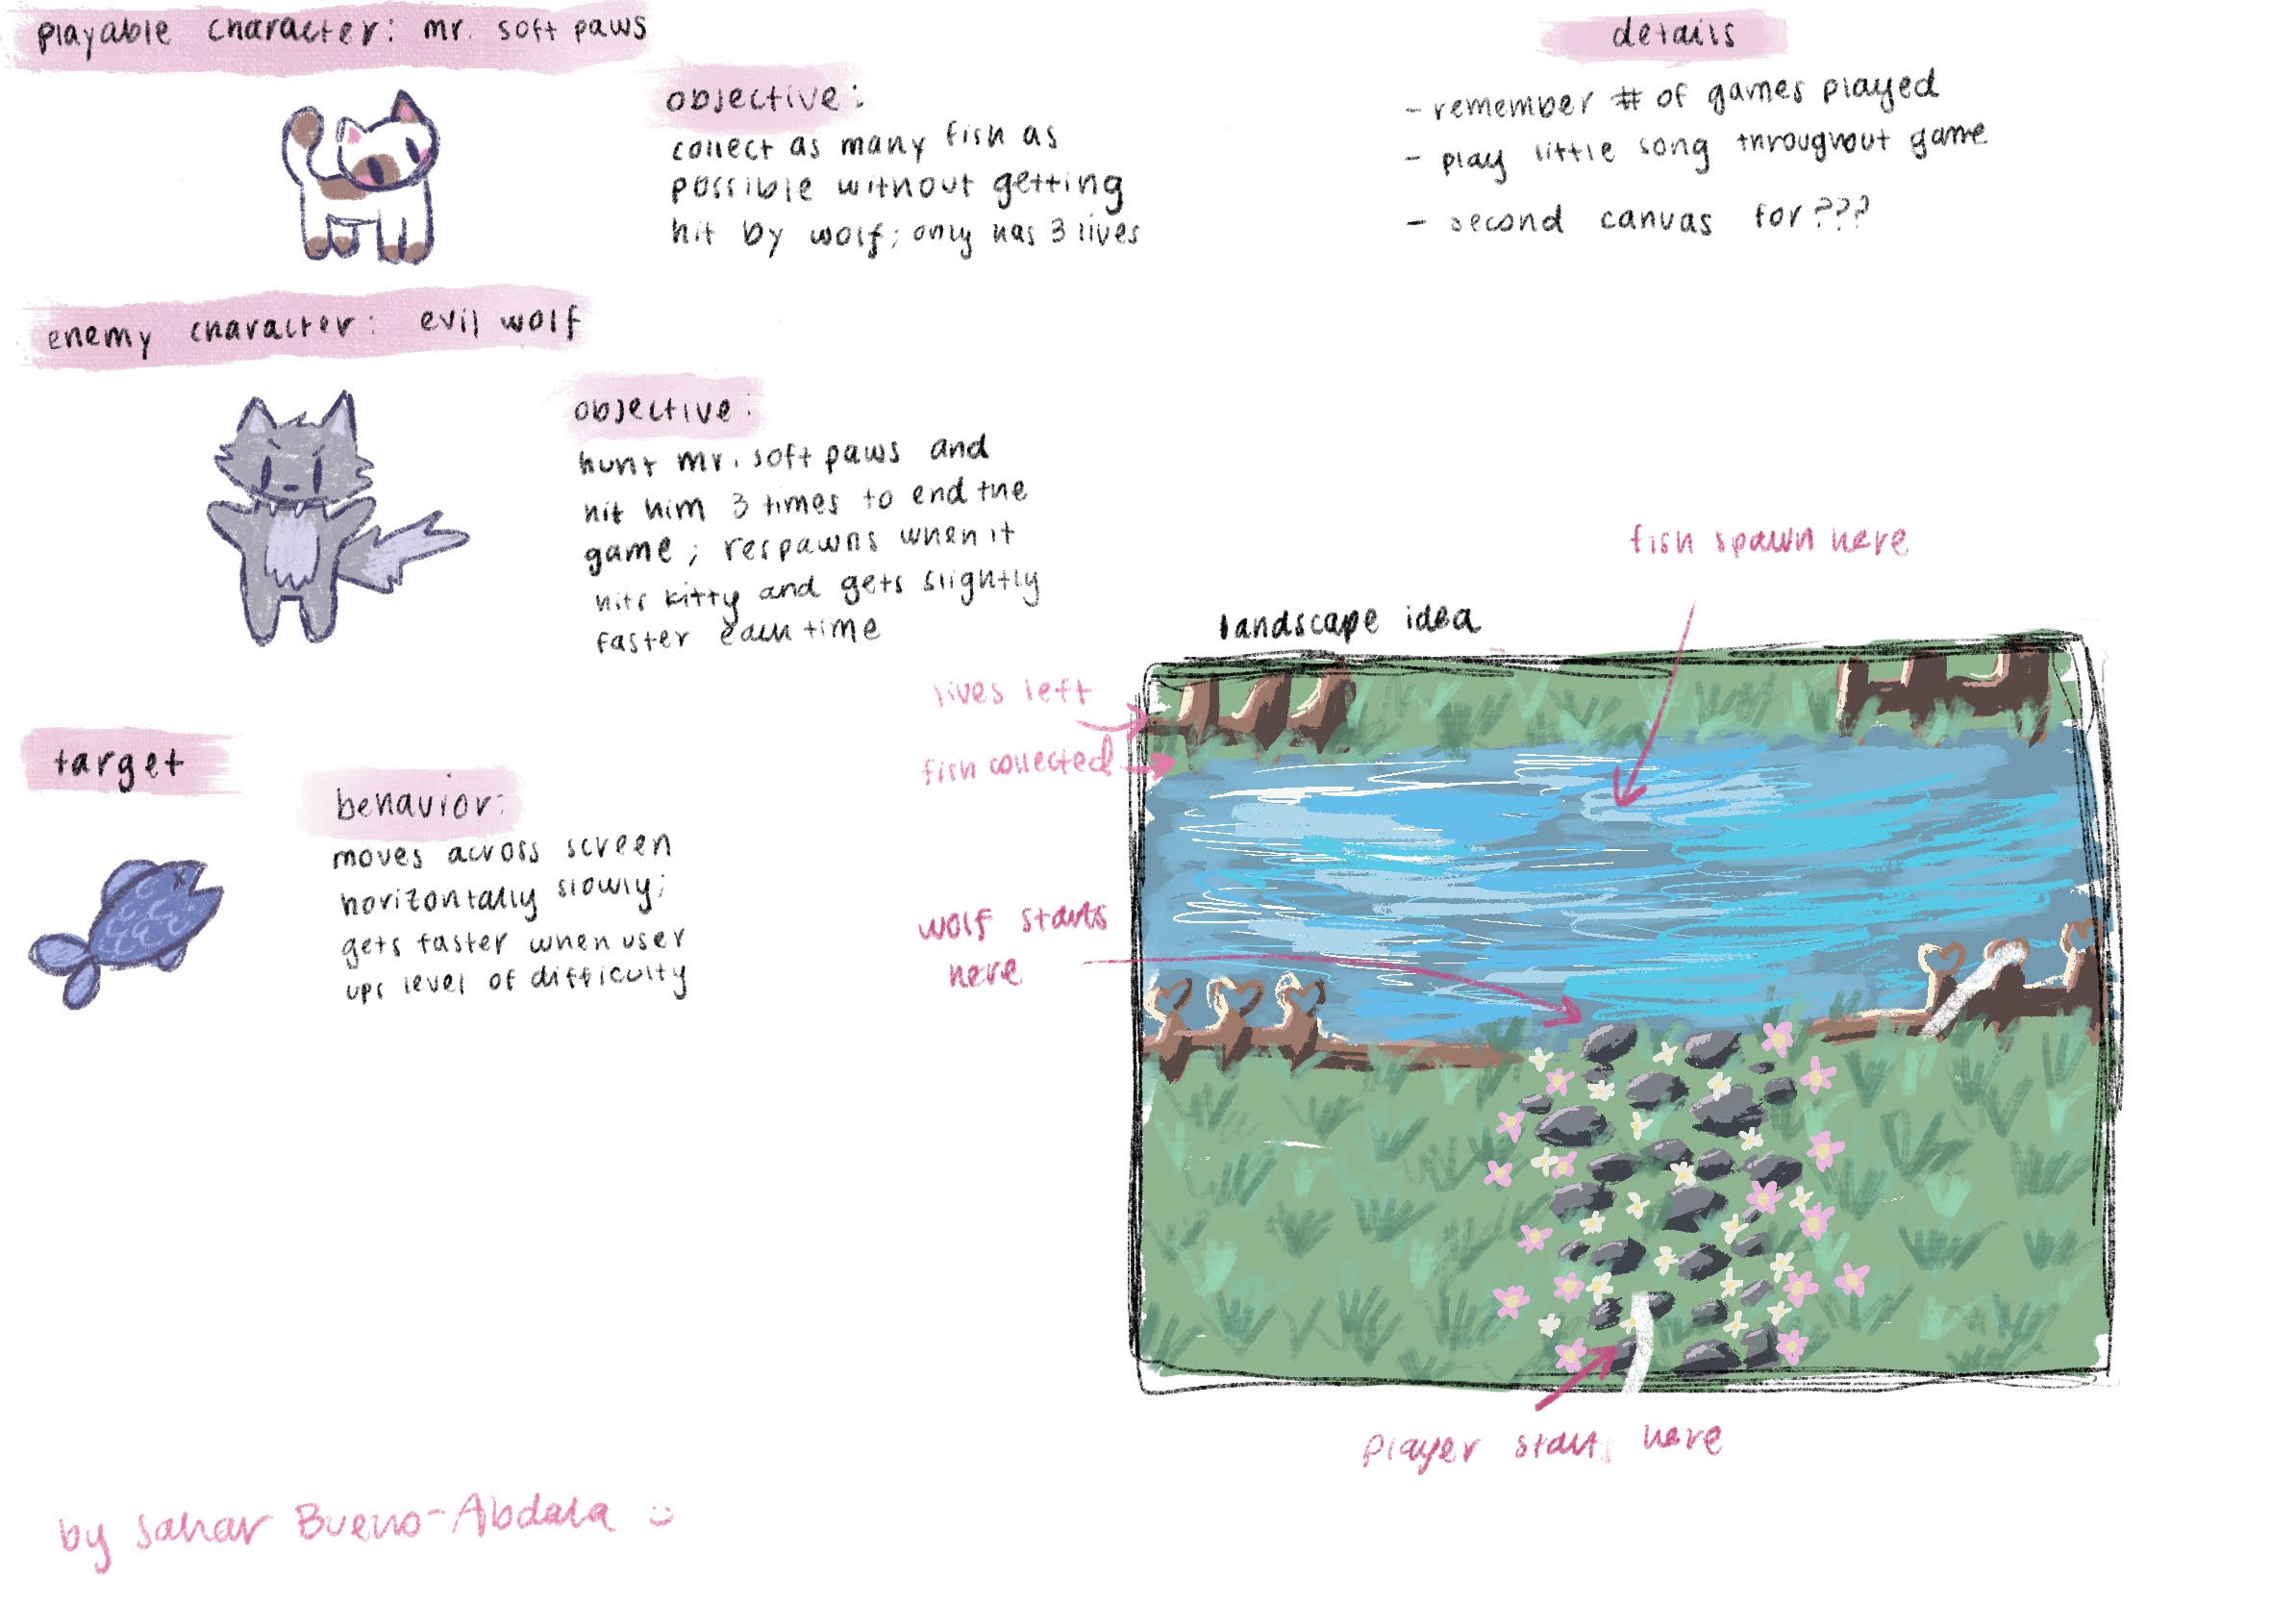 playable character: mr. soft paws
objective:
collect as many fish as
possible without getting
hit by wolf; only has 3 lives
details
- remember # of games played
- play little song throughout game
- second canvas for???
enemy character: evil wolf
objective:
hunt mr. soft paws and
hit him 3 times to end the
game; respawns when it
hits kitty and gets slightly
faster each time
target
behavior:
moves across screen
horizontally slowly;
gets faster when user
ups level of difficulty
landscape idea
fish spawn here
lives left
fish collected
wolf starts
here
player starts here
by Sahar Bueno-Abdala :)